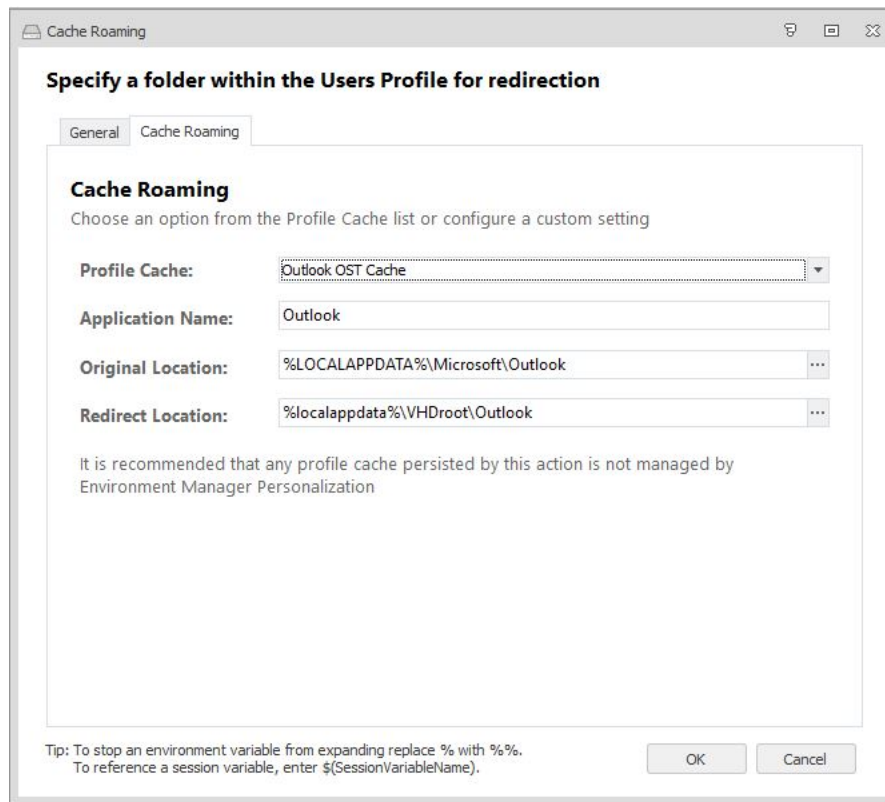 Cache Roaming
Specify a folder within the Users Profile for redirection
General Cache Roaming
Cache Roaming
Choose an option from the Profile Cache list or configure a custom setting
Profile Cache: Outlook OST Cache
Application Name: Outlook
Original Location: %LOCALAPPDATA%\Microsoft\Outlook ...
Redirect Location: %localappdata%\VHDroot\Outlook ...
It is recommended that any profile cache persisted by this action is not managed by
Environment Manager Personalization
Tip: To stop an environment variable from expanding replace % with %%.
To reference a session variable, enter $(SessionVariableName).
OK Cancel